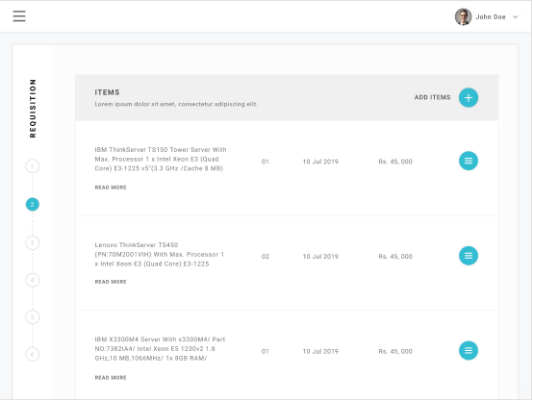 John Doe
REQUISITION
ITEMS
Lorem ipsum dolor sit amet, consectetur adipiscing elit.
ADD ITEMS
1
2
3
4
5
6
IBM ThinkServer TS150 Tower Server With
Max. Processor 1 x Intel Xeon E3 (Quad
Core) E3-1225 v5"(3.3 GHz /Cache 8 MB)
READ MORE
01
10 Jul 2019
Rs. 45, 000
Lenovo ThinkServer TS450
(PN:70M2001VIH) With Max. Processor 1
x Intel Xeon E3 (Quad Core) E3-1225
READ MORE
02
10 Jul 2019
Rs. 45, 000
IBM X3300M4 Server With x3300M4/ Part
NO:7382IA4/ Intel Xeon E5 1230v2 1.8
GHz,10 MB,1066MHz/ 1x 8GB RAM/
READ MORE
01
10 Jul 2019
Rs. 45, 000